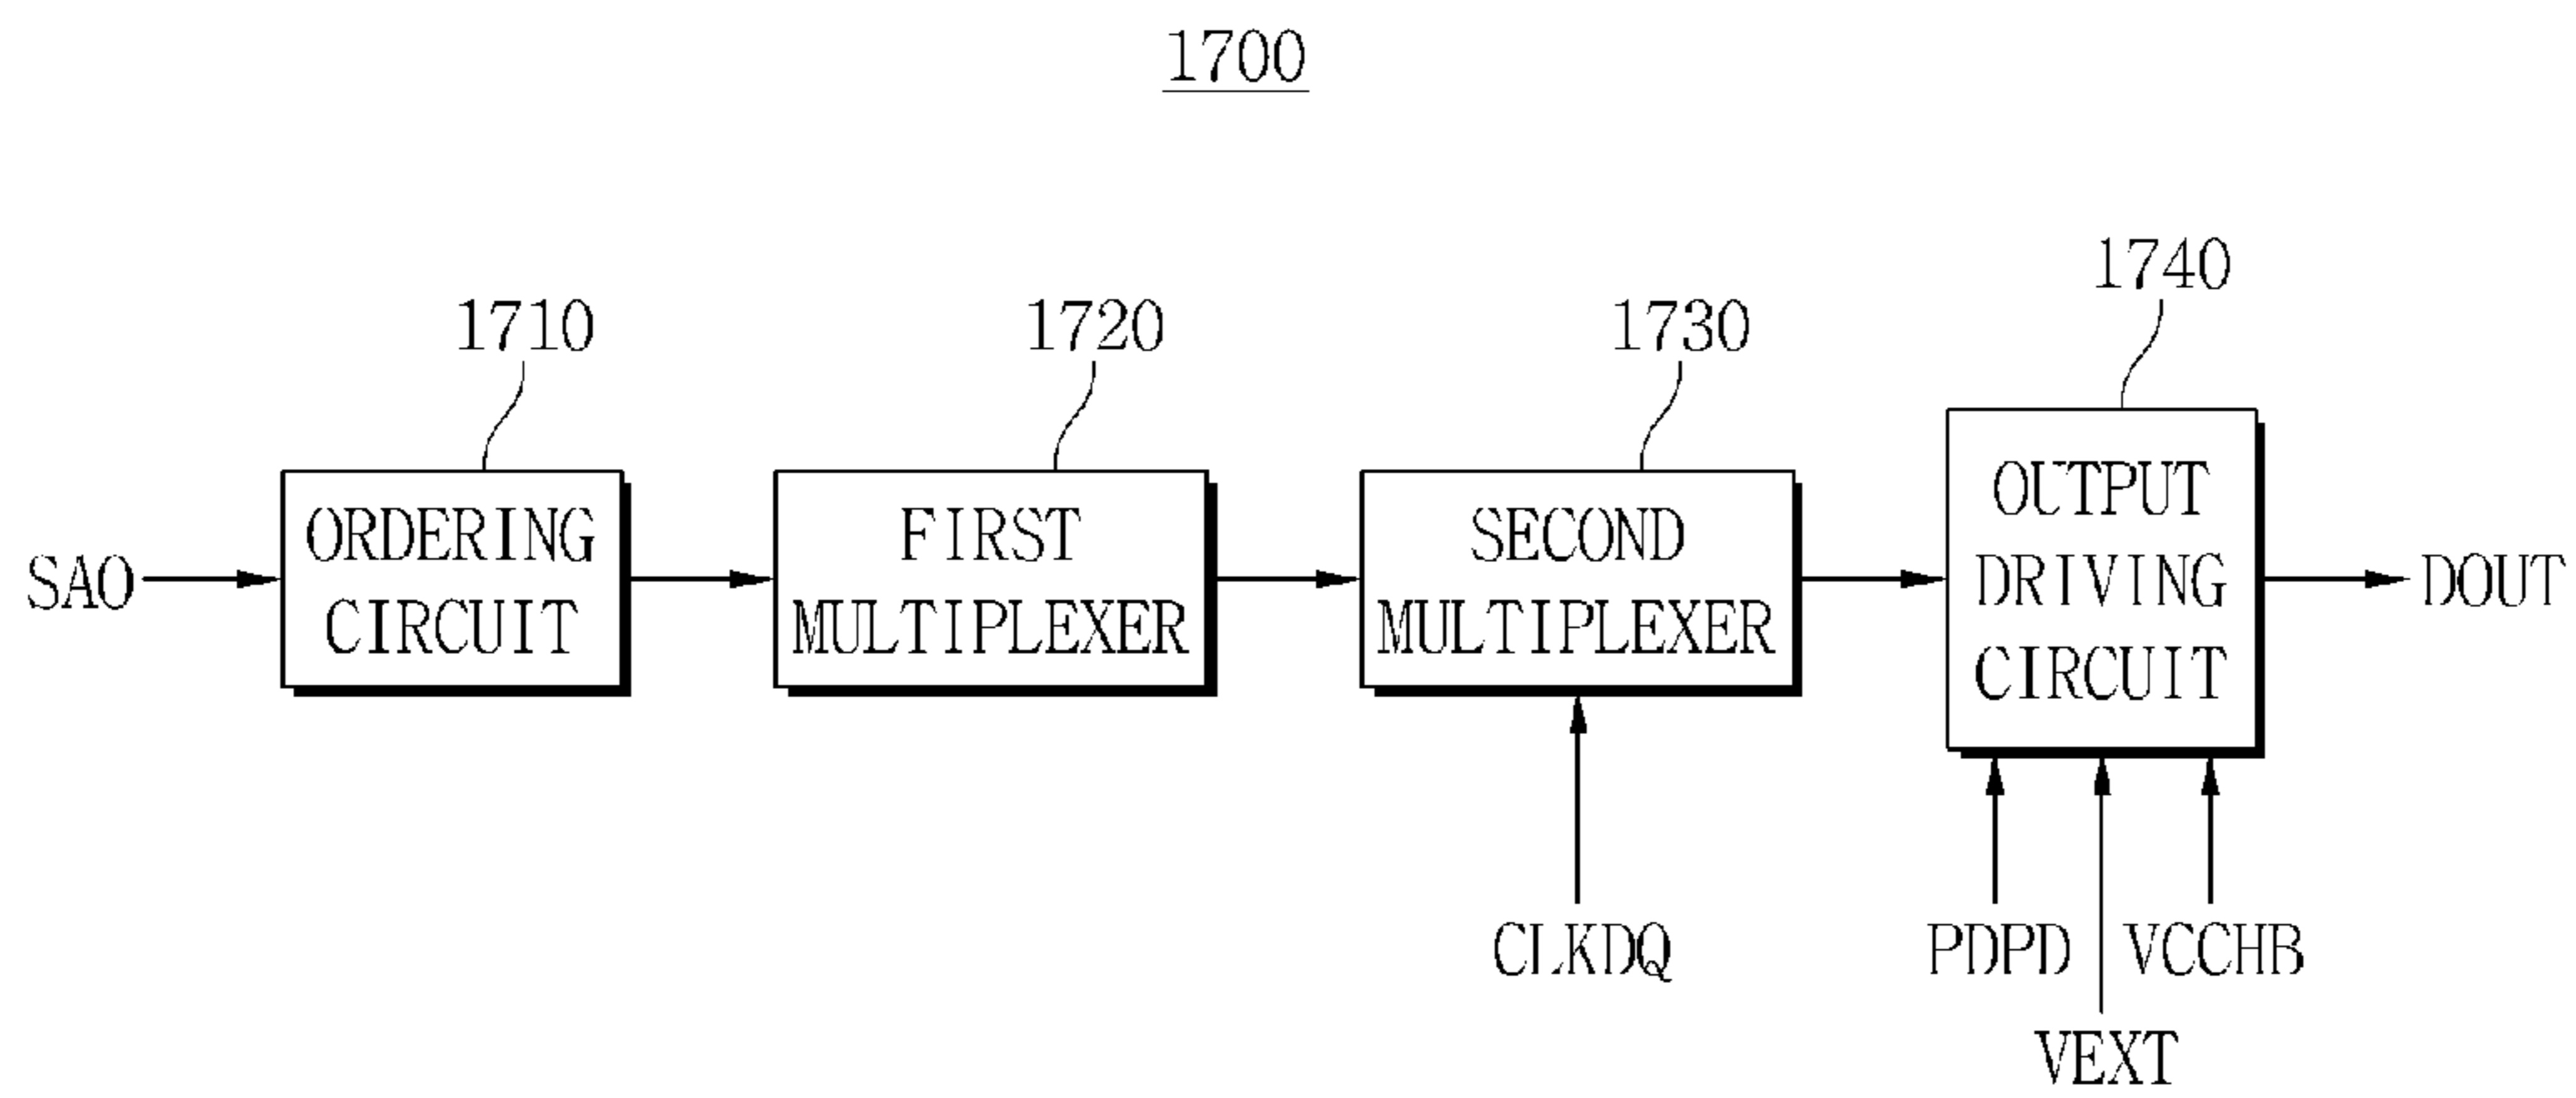 1700
1710
1720
1730
1740
SAO
ORDERING
CIRCUIT
FIRST
MULTIPLEXER
SECOND
MULTIPLEXER
OUTPUT
DRIVING
CIRCUIT
DOUT
CLKDQ
PDPD
VCCHB
VEXT